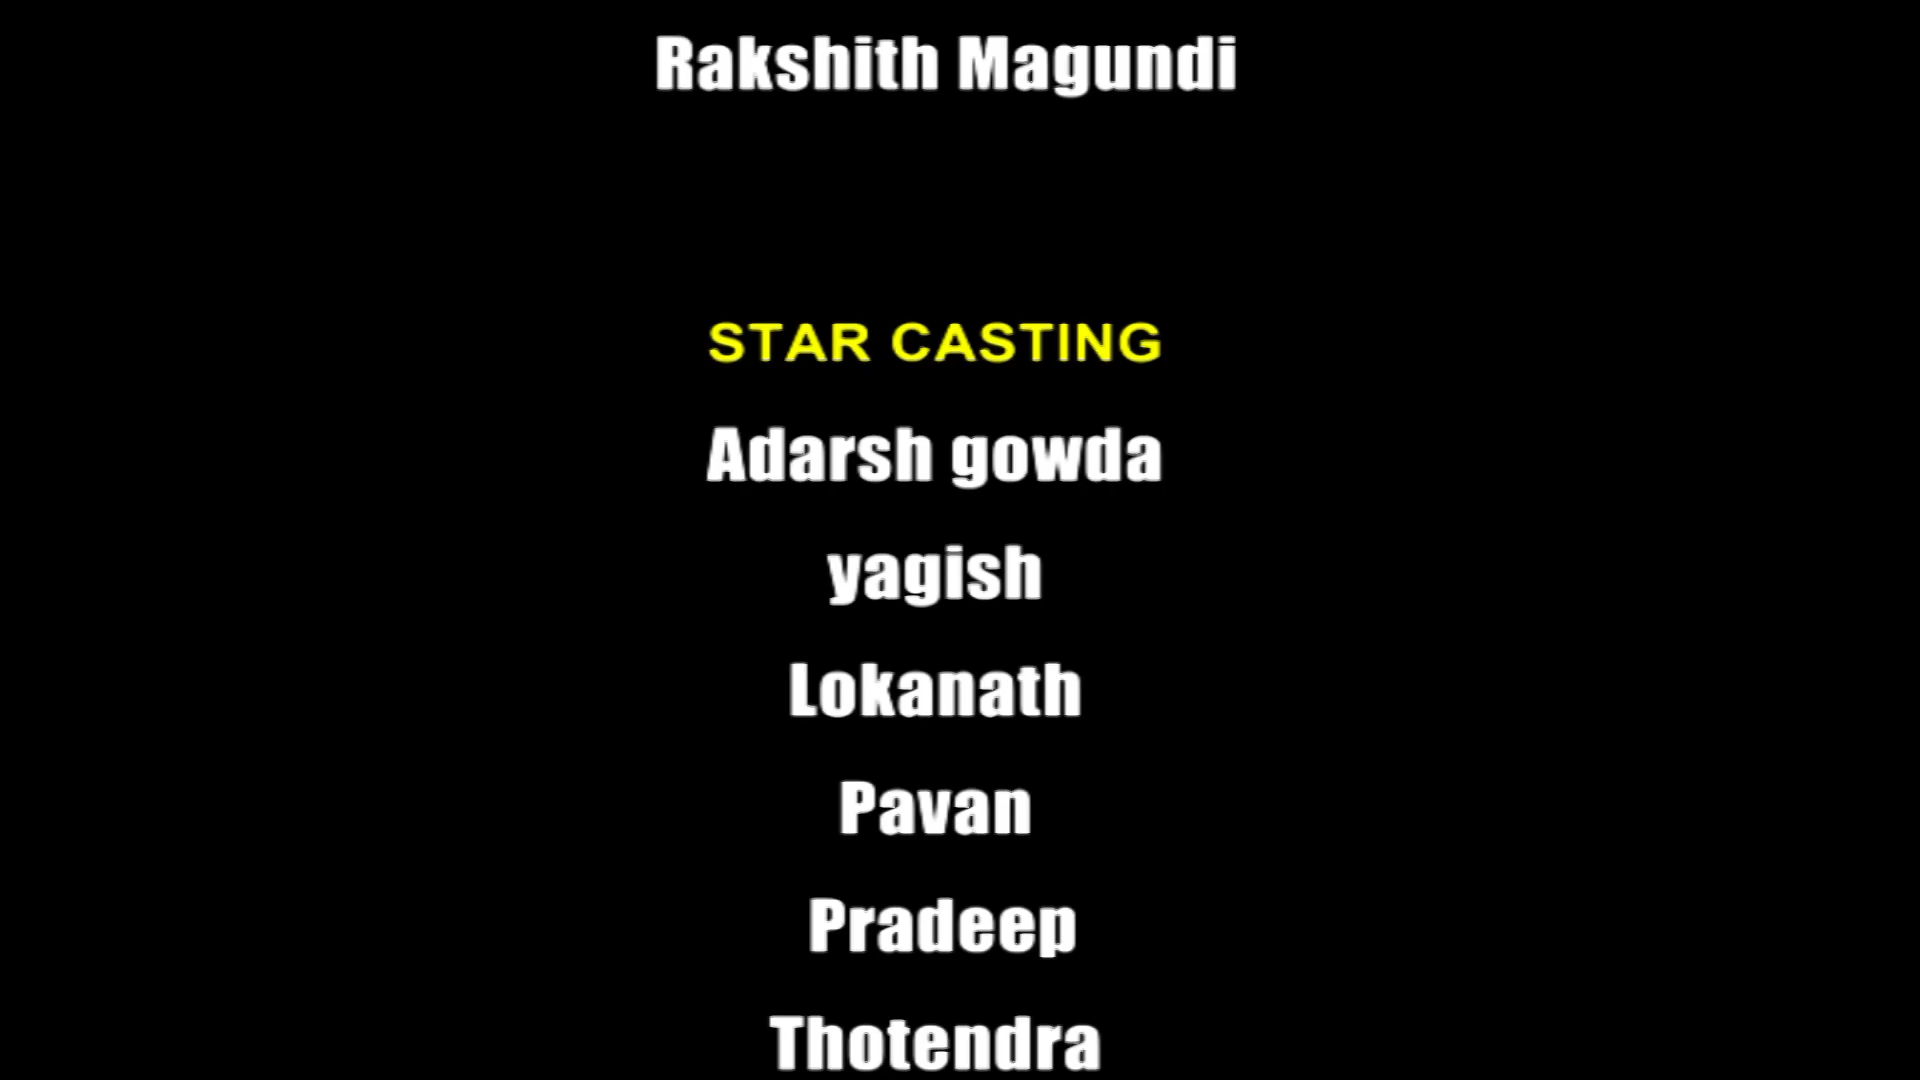 Rakshith Magundi
STAR CASTING
Adarsh gowda
yagish
Lokanath
Pavan
Pradeep
Thotendra